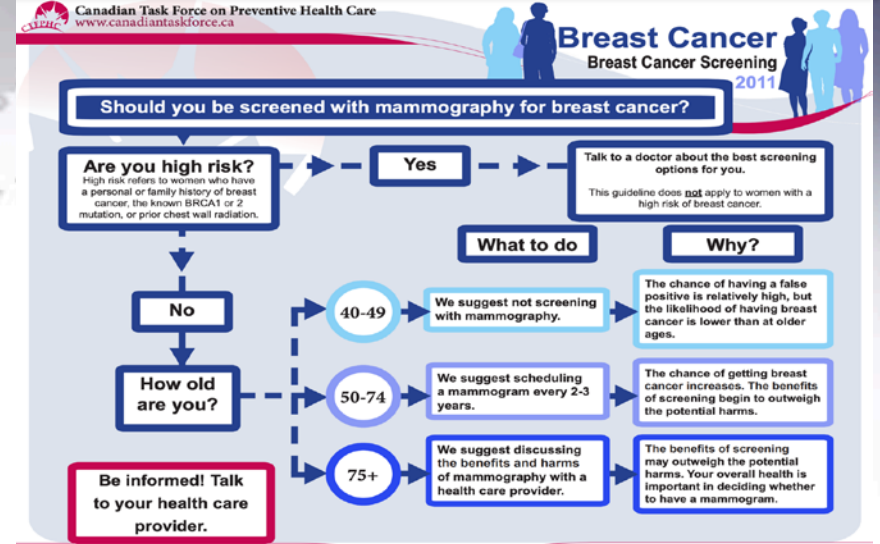 Canadian Task Force on Preventive Health Care
www.canadiantaskforce.ca
Breast Cancer
Breast Cancer Screening
2011
Should you be screened with mammography for breast cancer?
Are you high risk?
High risk refers to women who have
a personal or family history of breast
cancer, the known BRCA1 or 2
mutation, or prior chest wall radiation.
Yes
Talk to a doctor about the best screening
options for you.
This guideline does not apply to women with a
high risk of breast cancer.
What to do
Why?
No
How old
are you?
40-49
We suggest not screening
with mammography.
The chance of having a false
positive is relatively high, but
the likelihood of having breast
cancer is lower than at older
ages.
50-74
We suggest scheduling
a mammogram every 2-3
years.
The chance of getting breast
cancer increases. The benefits
of screening begin to outweigh
the potential harms.
75+
We suggest discussing
the benefits and harms
of mammography with a
health care provider.
The benefits of screening
may outweigh the potential
harms. Your overall health is
important in deciding whether
to have a mammogram.
Be informed! Talk
to your health care
provider.